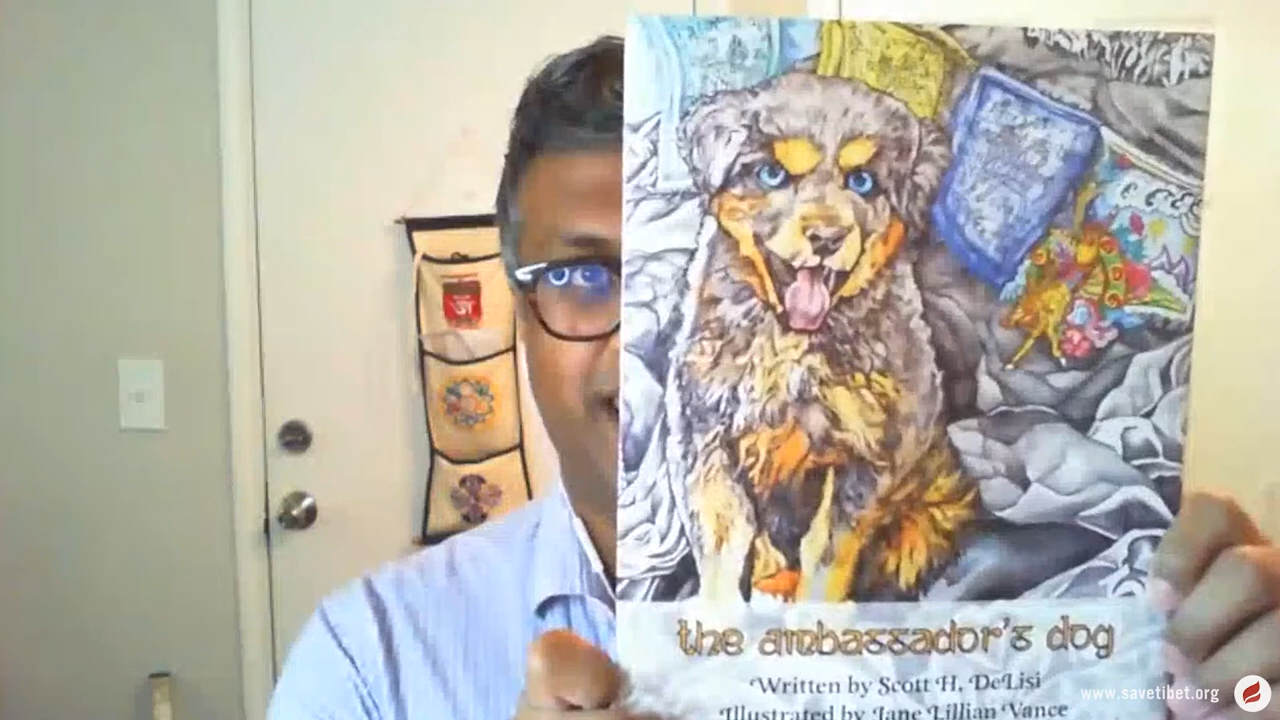 the ambassador's dog
Written by Scott H. DeLisi
Illustrated by Jane Lillian Vance
www.savetibet.org